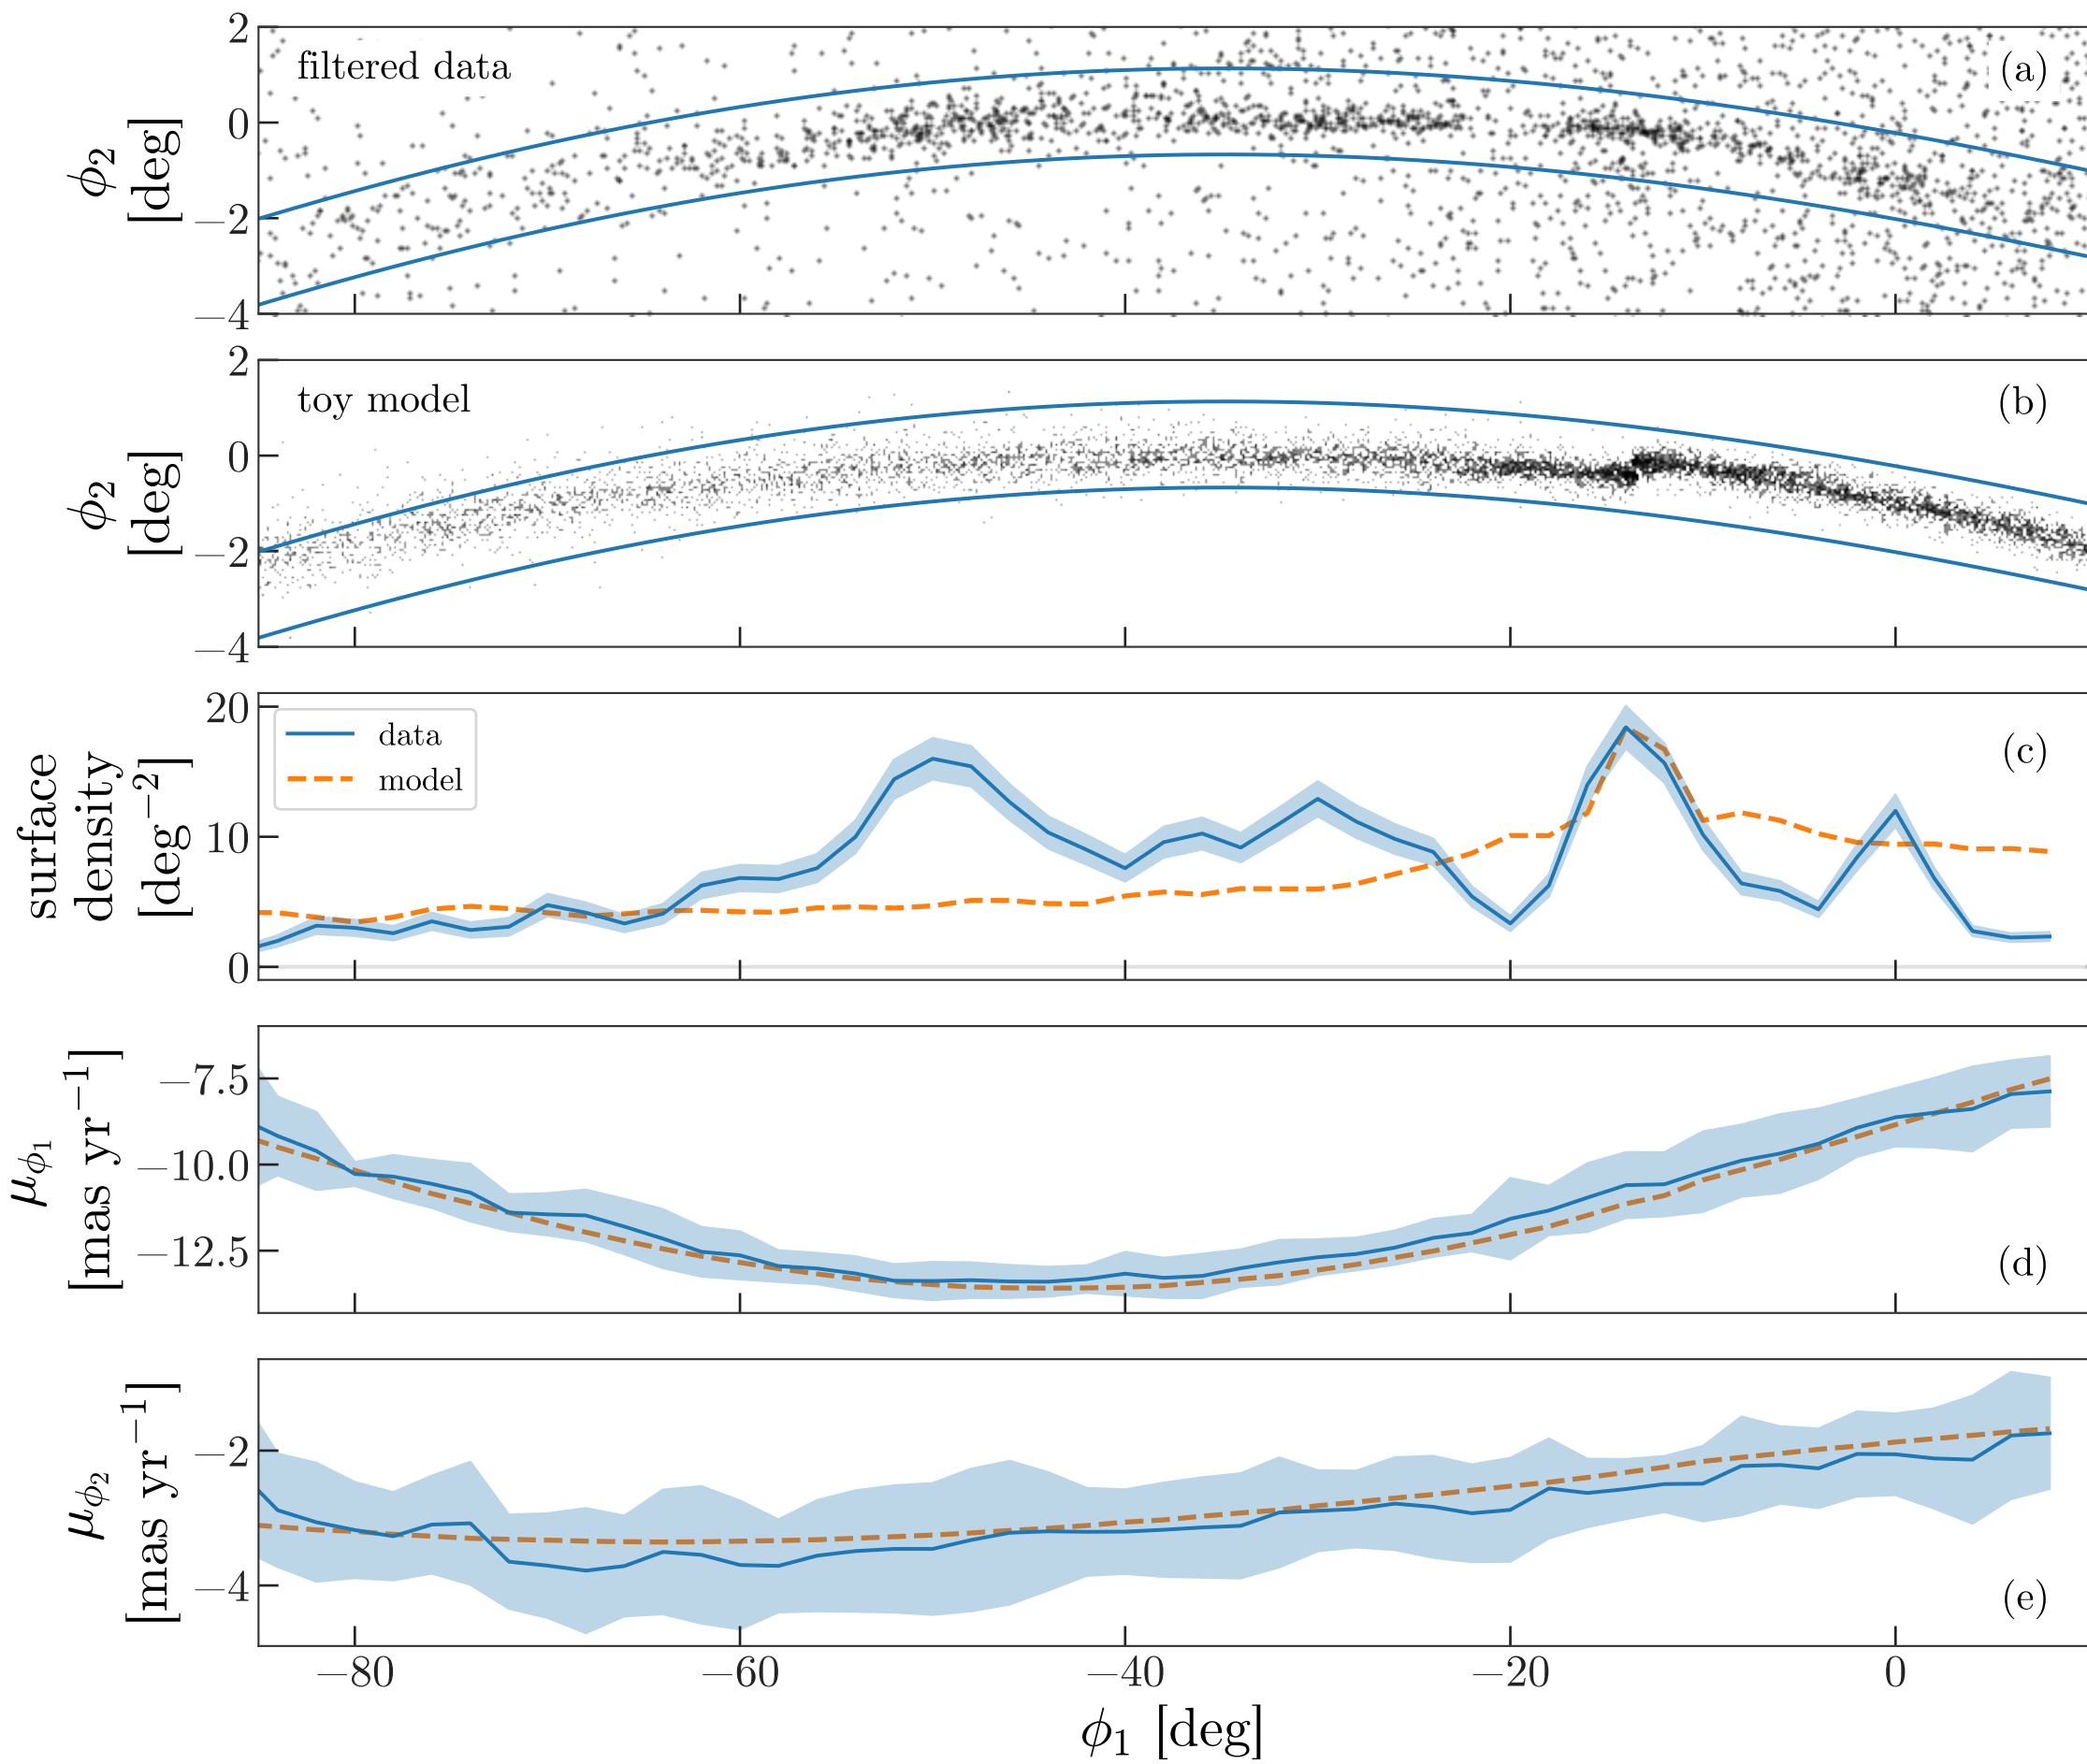 2
0
−2
−4
ϕ₂
[deg]
filtered data
(a)
2
0
−2
−4
ϕ₂
[deg]
toy model
(b)
20
10
0
surface
density
[deg⁻²]
data
model
(c)
−7.5
−10.0
−12.5
μ_ϕ₁
[mas yr⁻¹]
(d)
−2
−4
μ_ϕ₂
[mas yr⁻¹]
(e)
−80 −60 −40 −20 0
ϕ₁ [deg]